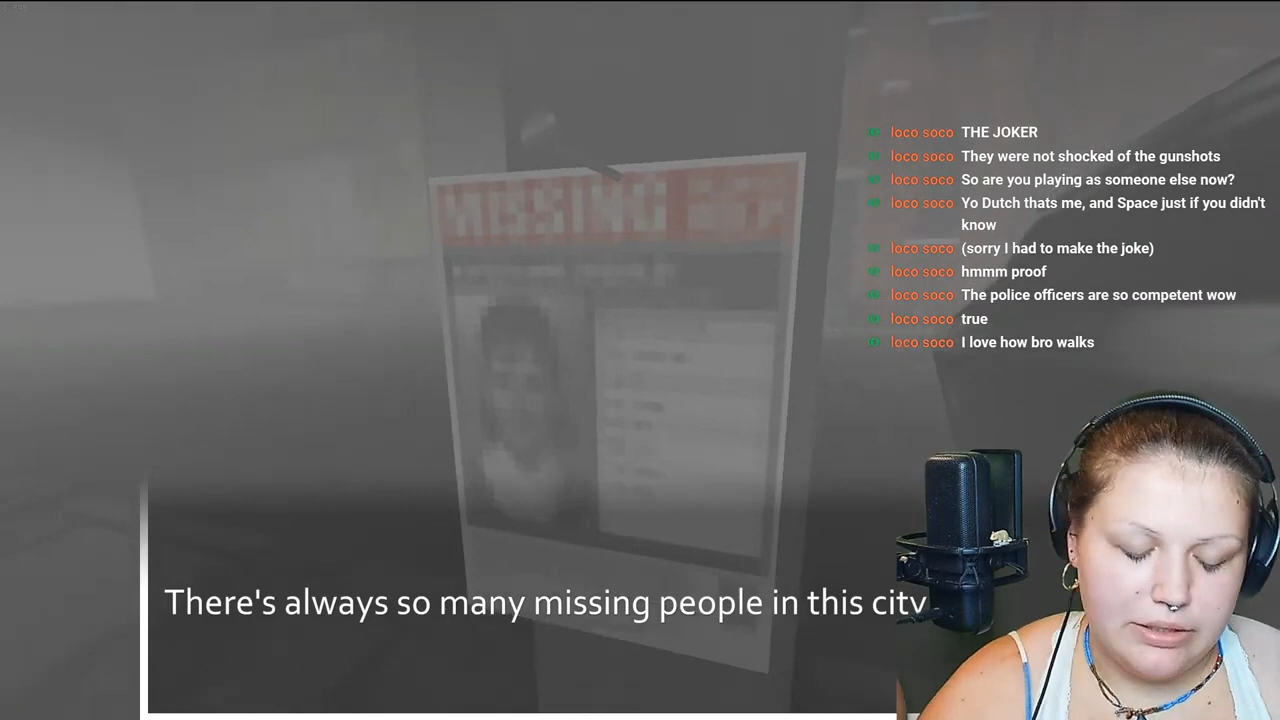 MISSING
loco soco THE JOKER
loco soco They were not shocked of the gunshots
loco soco So are you playing as someone else now?
loco soco Yo Dutch thats me, and Space just if you didn't
know
loco soco (sorry I had to make the joke)
loco soco hmmm proof
loco soco The police officers are so competent wow
loco soco true
loco soco I love how bro walks
There's always so many missing people in this city